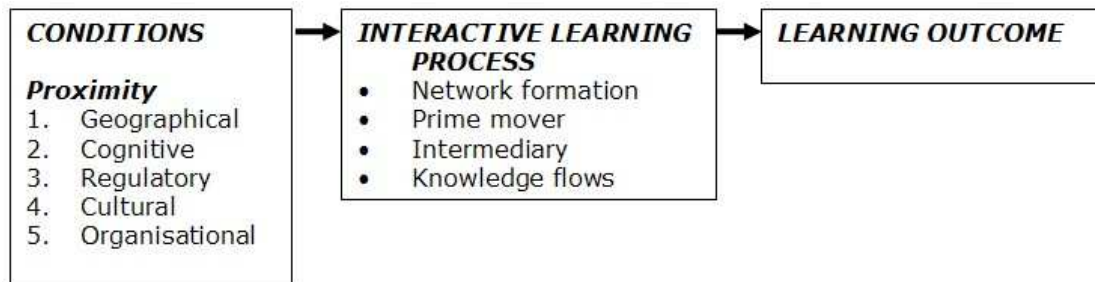 CONDITIONS
Proximity
1. Geographical
2. Cognitive
3. Regulatory
4. Cultural
5. Organisational
INTERACTIVE LEARNING
PROCESS
• Network formation
• Prime mover
• Intermediary
• Knowledge flows
LEARNING OUTCOME